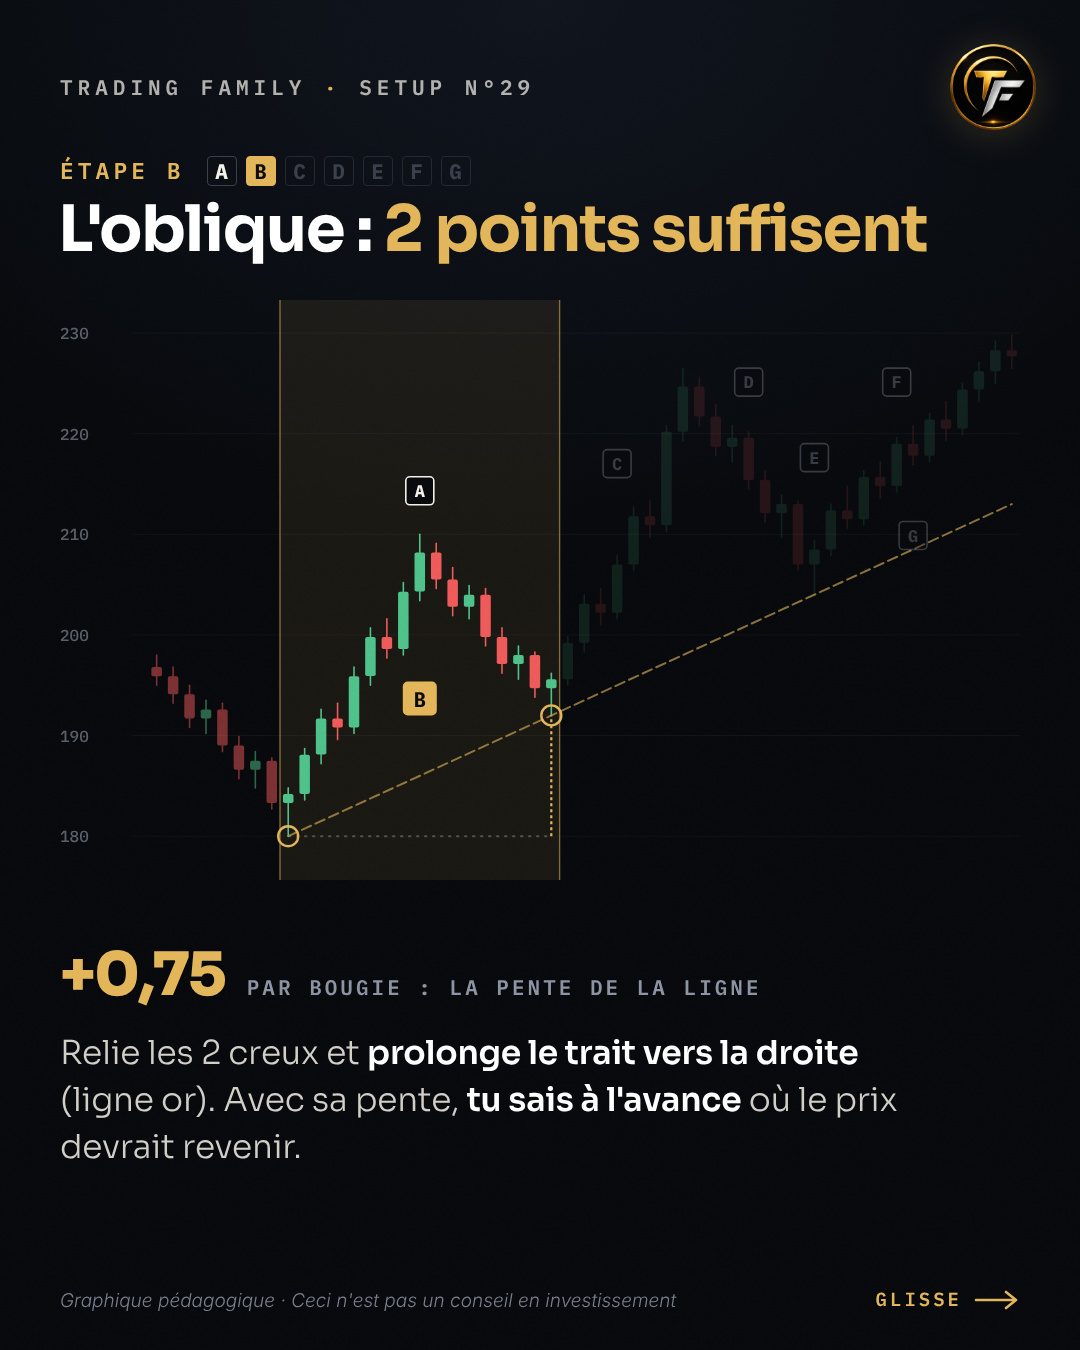 TRADING FAMILY · SETUP N°29
TF
ÉTAPE B A B C D E F G
L'oblique : 2 points suffisent
230
220
210
200
190
180
A
B
C
D
E
F
G
+0,75 PAR BOUGIE : LA PENTE DE LA LIGNE
Relie les 2 creux et prolonge le trait vers la droite
(ligne or). Avec sa pente, tu sais à l'avance où le prix
devrait revenir.
Graphique pédagogique · Ceci n'est pas un conseil en investissement
GLISSE